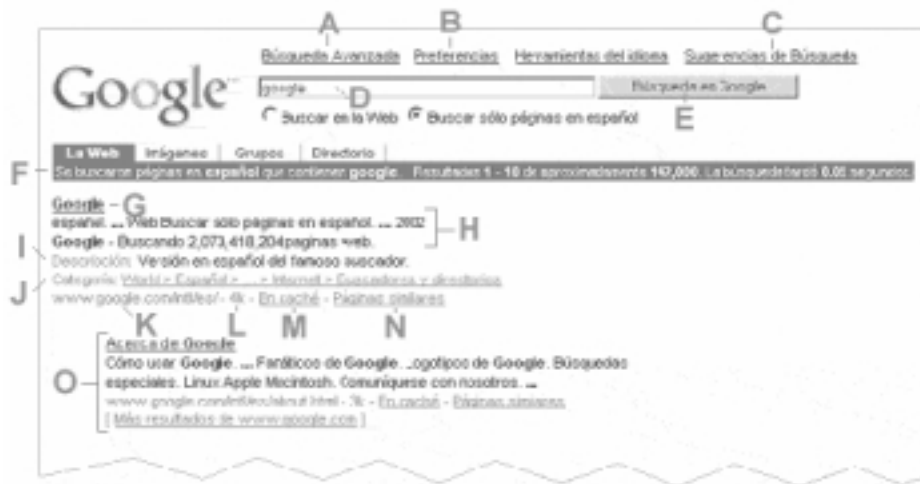 A B C
Búsqueda Avanzada Preferencias Herramientas del idioma Sugerencias de Búsqueda
Google google Búsqueda en Google
D E
Buscar en la Web Buscar sólo páginas en español
La Web Imágenes Grupos Directorio
F Se buscaron páginas en español que contienen google. Resultados 1 - 10 de aproximadamente 167,000. La búsqueda tardó 0.05 segundos.
Google G
español. ... Web Buscar sólo páginas en español. ... 2002 H
Google - Buscando 2,073,418,204 paginas web.
I Descripción: Versión en español del famoso buscador.
J Categoría: World > Español > ... > Internet > Buscadores y directorios
www.google.com/intl/es/ - 4k - En caché - Páginas similares
K L M N
Acerca de Google
O Cómo usar Google. ... Fanáticos de Google. Logotipos de Google. Búsquedas
especiales. Linux Apple Macintosh. Comuníquese con nosotros. ...
www.google.com/intl/es/about.html - 3k - En caché - Páginas similares
[ Más resultados de www.google.com ]